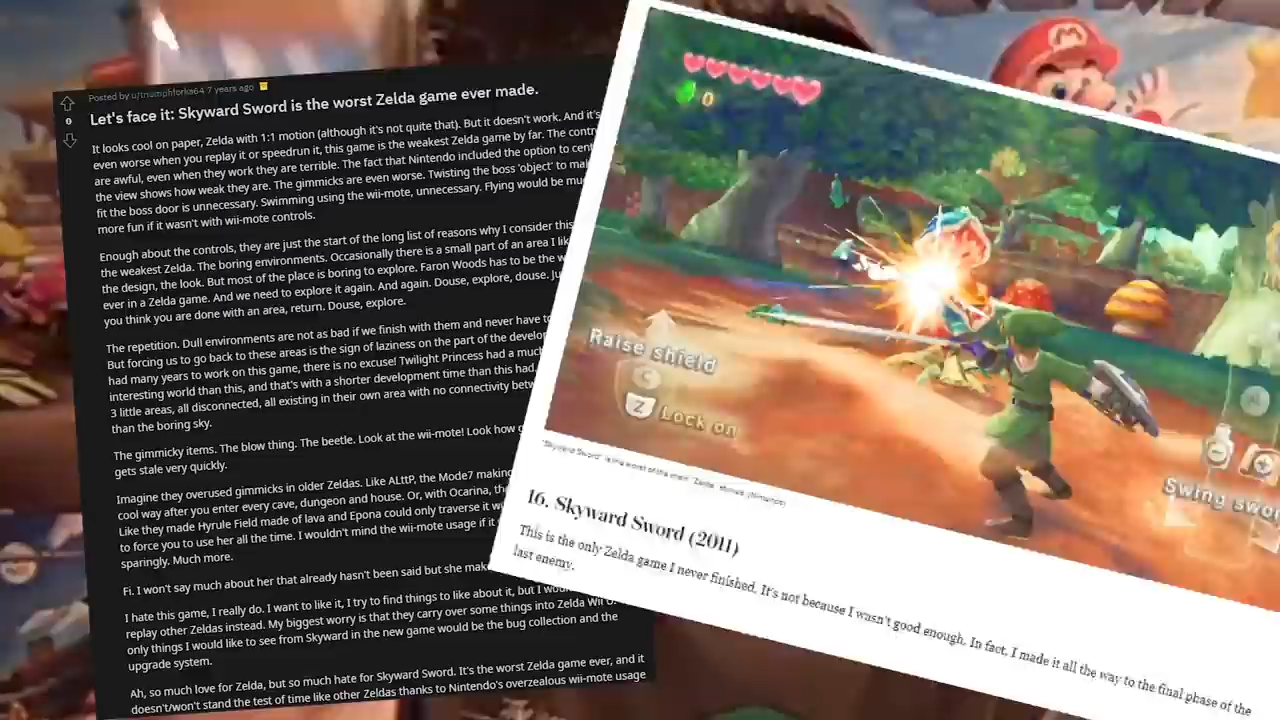 Posted by u/triumphforks64 7 years ago
Let's face it: Skyward Sword is the worst Zelda game ever made.
0
It looks cool on paper, Zelda with 1:1 motion (although it's not quite that). But it doesn't work. And it's
even worse when you replay it or speedrun it, this game is the weakest Zelda game by far. The contr
are awful, even when they work they are terrible. The fact that Nintendo included the option to cent
the view shows how weak they are. The gimmicks are even worse. Twisting the boss 'object' to mak
fit the boss door is unnecessary. Swimming using the wii-mote, unnecessary. Flying would be muc
more fun if it wasn't with wii-mote controls.
Enough about the controls, they are just the start of the long list of reasons why I consider this
the weakest Zelda. The boring environments. Occasionally there is a small part of an area I lik
the design, the look. But most of the place is boring to explore. Faron Woods has to be the w
ever in a Zelda game. And we need to explore it again. And again. Douse, explore, douse. Ju
you think you are done with an area, return. Douse, explore.
The repetition. Dull environments are not as bad if we finish with them and never have to
But forcing us to go back to these areas is the sign of laziness on the part of the develop
had many years to work on this game, there is no excuse! Twilight Princess had a much
interesting world than this, and that's with a shorter development time than this had.
3 little areas, all disconnected, all existing in their own area with no connectivity betw
than the boring sky.
The gimmicky items. The blow thing. The beetle. Look at the wii-mote! Look how g
gets stale very quickly.
Imagine they overused gimmicks in older Zeldas. Like ALttP, the Mode7 making
cool way after you enter every cave, dungeon and house. Or, with Ocarina, the
Like they made Hyrule Field made of lava and Epona could only traverse it w
to force you to use her all the time. I wouldn't mind the wii-mote usage if it
sparingly. Much more.
Fi. I won't say much about her that already hasn't been said but she make
I hate this game, I really do. I want to like it, I try to find things to like about it, but I wou
replay other Zeldas instead. My biggest worry is that they carry over some things into Zelda Wii U.
only things I would like to see from Skyward in the new game would be the bug collection and the
upgrade system.
Ah, so much love for Zelda, but so much hate for Skyward Sword. It's the worst Zelda game ever, and it
doesn't/won't stand the test of time like other Zeldas thanks to Nintendo's overzealous wii-mote usage
M
0
Raise shield
C
Z Lock on
A
Swing swor
"Skyward Sword" is the worst of the main "Zelda" (Nintendo)
16. Skyward Sword (2011)
This is the only Zelda game I never finished. It's not because I wasn't good enough. In fact, I made it all the way to the final phase of the
last enemy.